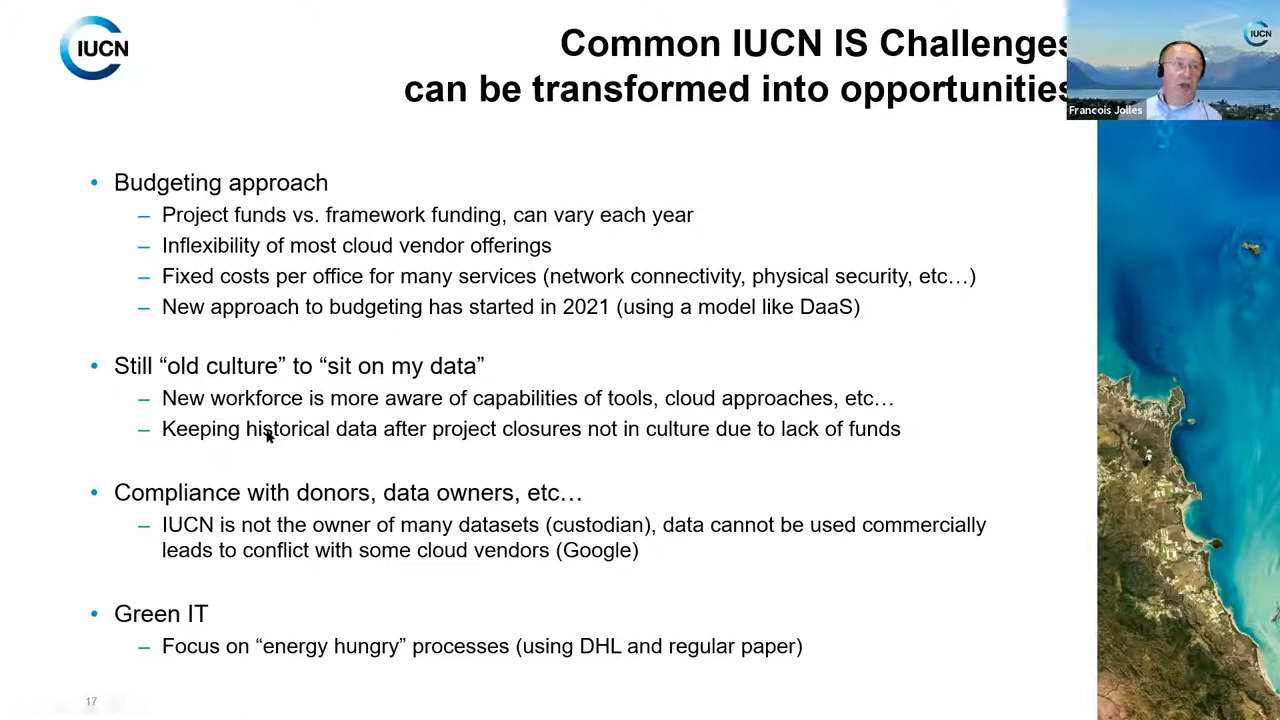 IUCN
Common IUCN IS Challenges
can be transformed into opportunities
IUCN
Francois Jolles
• Budgeting approach
– Project funds vs. framework funding, can vary each year
– Inflexibility of most cloud vendor offerings
– Fixed costs per office for many services (network connectivity, physical security, etc…)
– New approach to budgeting has started in 2021 (using a model like DaaS)
• Still “old culture” to “sit on my data”
– New workforce is more aware of capabilities of tools, cloud approaches, etc…
– Keeping historical data after project closures not in culture due to lack of funds
• Compliance with donors, data owners, etc…
– IUCN is not the owner of many datasets (custodian), data cannot be used commercially
leads to conflict with some cloud vendors (Google)
• Green IT
– Focus on “energy hungry” processes (using DHL and regular paper)
17